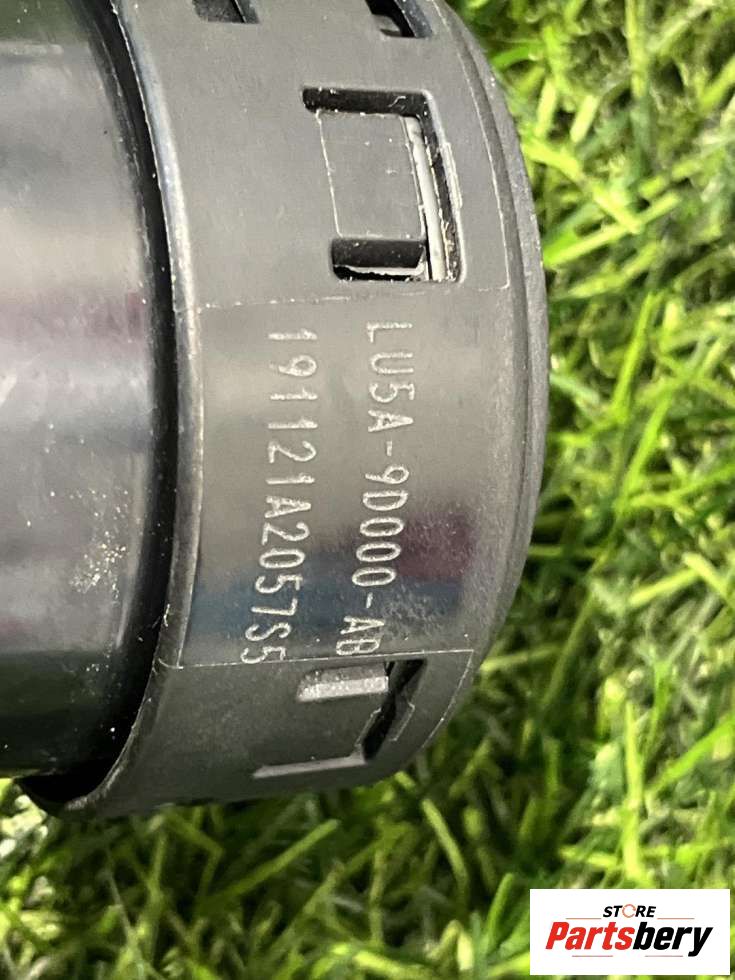 LU5A-9D000-AB
191121A2057S5
STORE
Partsbery